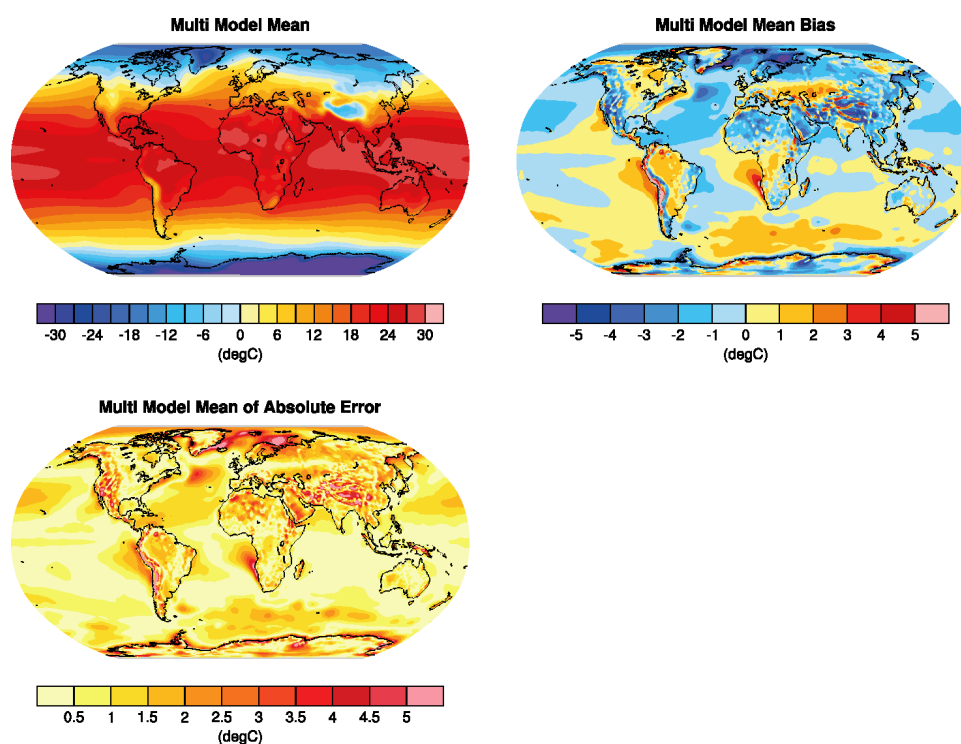 Multi Model Mean
-30 -24 -18 -12 -6 0 6 12 18 24 30
(degC)
Multi Model Mean Bias
-5 -4 -3 -2 -1 0 1 2 3 4 5
(degC)
Multi Model Mean of Absolute Error
0.5 1 1.5 2 2.5 3 3.5 4 4.5 5
(degC)